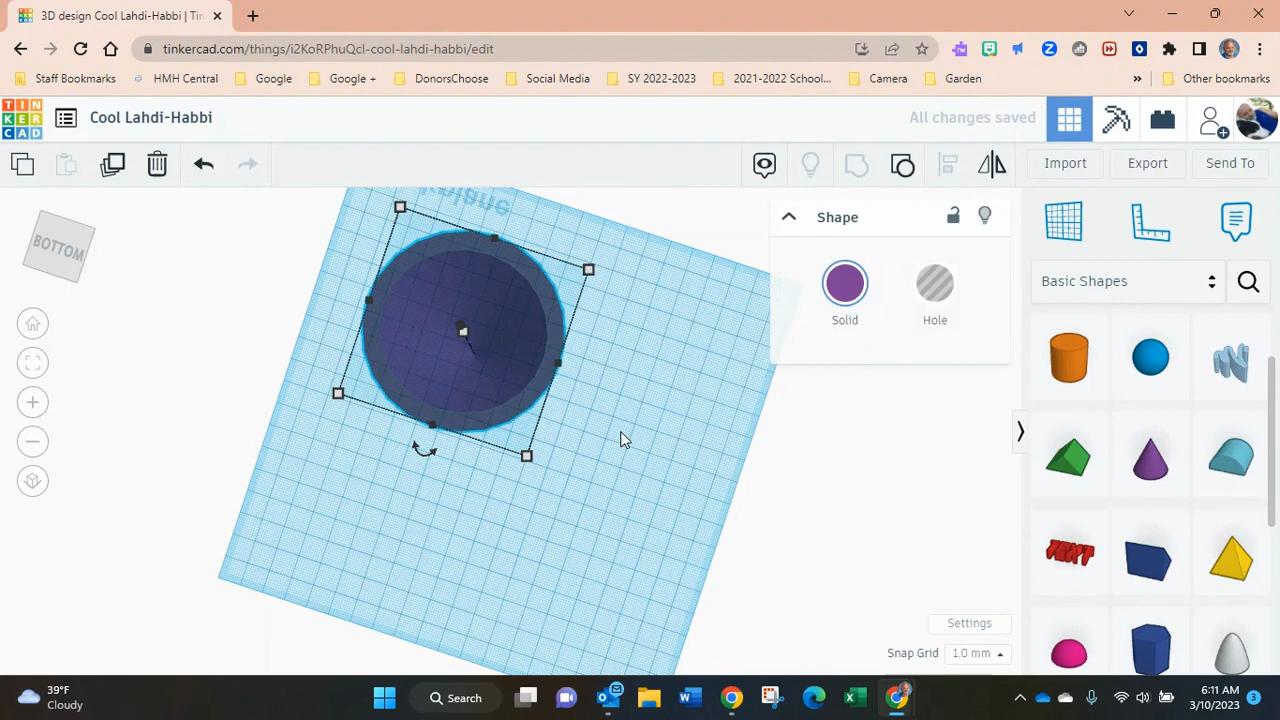 3D design Cool Lahdi-Habbi | Tin
tinkercad.com/things/i2KoRPhuQcl-cool-lahdi-habbi/edit
Staff Bookmarks HMH Central Google Google + DonorsChoose Social Media SY 2022-2023 2021-2022 School... Camera Garden » Other bookmarks
TIN
KER
CAD
Cool Lahdi-Habbi
All changes saved
Import Export Send To
BOTTOM
Shape
Solid Hole
Basic Shapes
TEXT
Settings
Snap Grid 1.0 mm
39°F
Cloudy
Search
6:11 AM
3/10/2023
3